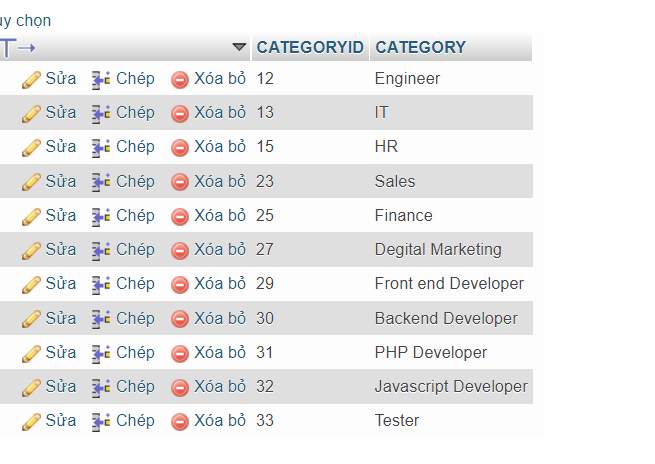 uy chọn
CATEGORYID CATEGORY
Sửa Chép Xóa bỏ 12 Engineer
Sửa Chép Xóa bỏ 13 IT
Sửa Chép Xóa bỏ 15 HR
Sửa Chép Xóa bỏ 23 Sales
Sửa Chép Xóa bỏ 25 Finance
Sửa Chép Xóa bỏ 27 Degital Marketing
Sửa Chép Xóa bỏ 29 Front end Developer
Sửa Chép Xóa bỏ 30 Backend Developer
Sửa Chép Xóa bỏ 31 PHP Developer
Sửa Chép Xóa bỏ 32 Javascript Developer
Sửa Chép Xóa bỏ 33 Tester